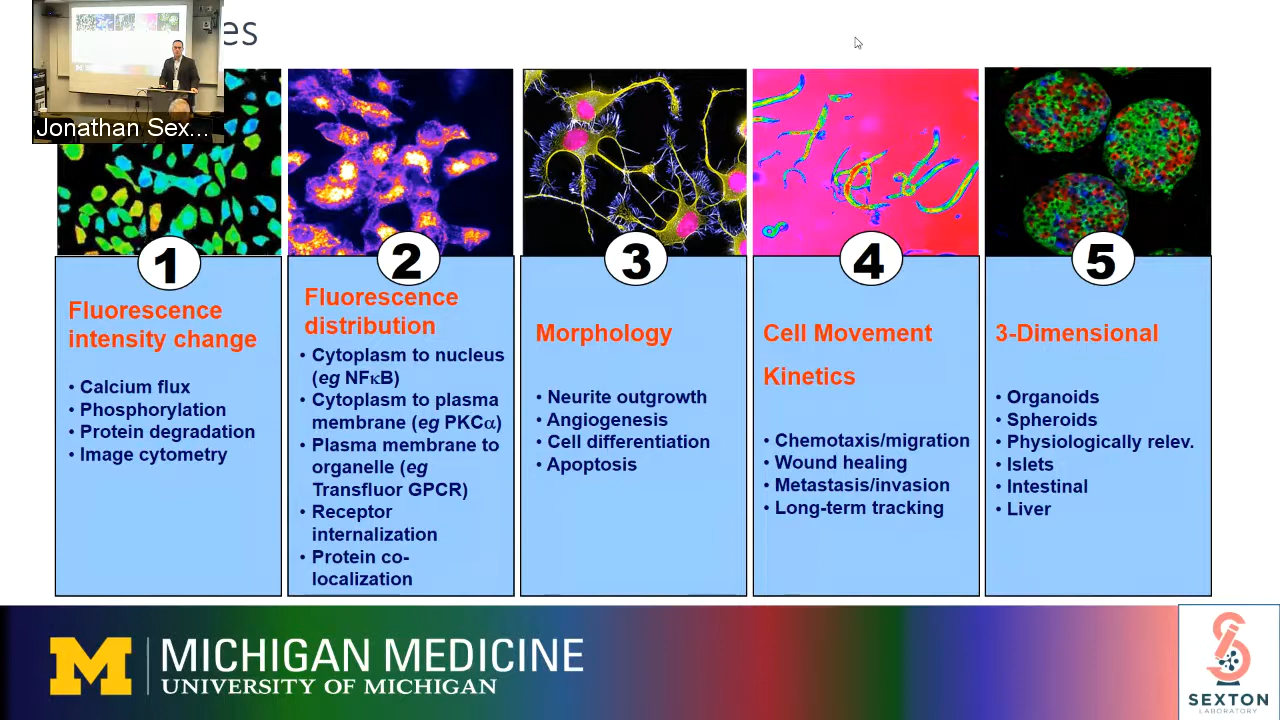 es
Jonathan Sex...
1
Fluorescence
intensity change
• Calcium flux
• Phosphorylation
• Protein degradation
• Image cytometry
2
Fluorescence
distribution
• Cytoplasm to nucleus
(eg NFκB)
• Cytoplasm to plasma
membrane (eg PKCα)
• Plasma membrane to
organelle (eg
Transfluor GPCR)
• Receptor
internalization
• Protein co-
localization
3
Morphology
• Neurite outgrowth
• Angiogenesis
• Cell differentiation
• Apoptosis
4
Cell Movement
Kinetics
• Chemotaxis/migration
• Wound healing
• Metastasis/invasion
• Long-term tracking
5
3-Dimensional
• Organoids
• Spheroids
• Physiologically relev.
• Islets
• Intestinal
• Liver
M
MICHIGAN MEDICINE
UNIVERSITY OF MICHIGAN
SEXTON
LABORATORY